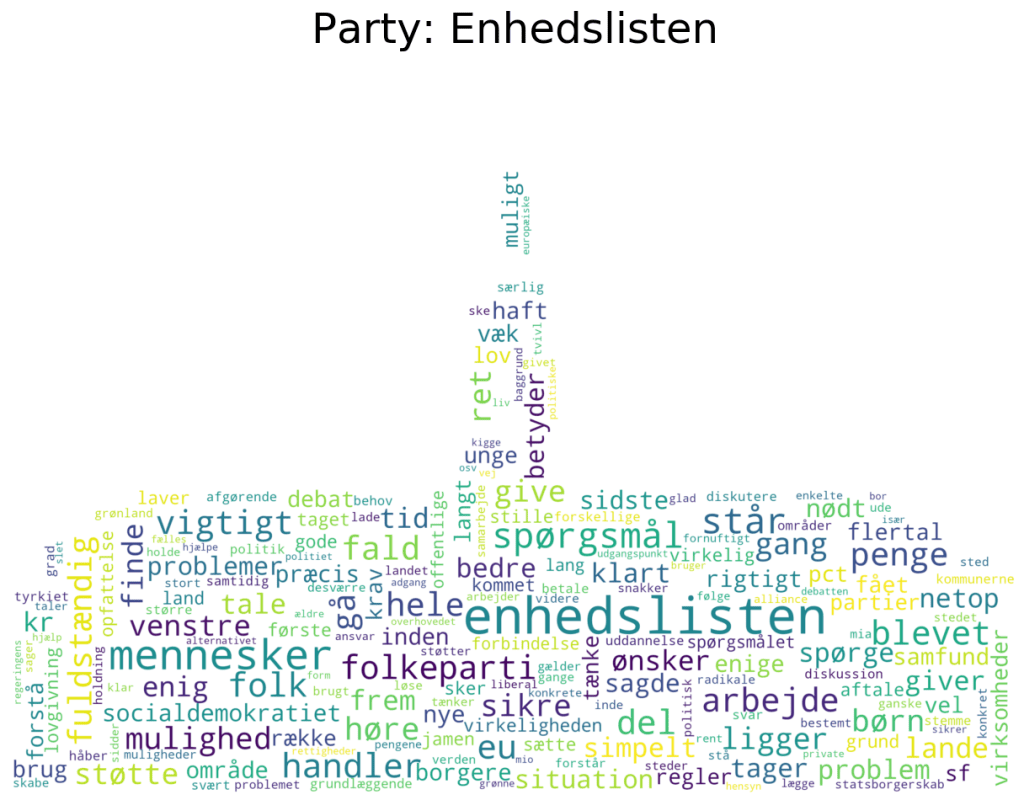 Party: Enhedslisten
muligt
europæiske
særlig
ske haft
væk
tvivl
lov
givet
baggrund
ret
liv
politiske
betyder
kigge
unge
osv
vej
laver afgørende debat behov langt give sidste glad diskutere enkelte bor
grønland vigtigt taget lade tid offentlige samarbejde stille forskellige står områder nødt ude
grad slet fuldstændig opfattelse finde fælles hjælpe politik gode fald spørgsmål fornuftigt gang flertal især
holde problemer politiet udgangspunkt virkelig penge
stort samtidig præcis desværre krav landet adgang bedre kommet lang klart bruger rigtigt pct fået sted kommunerne
tyrkiet taler land større tale gå hele arbejder betale snakker følge alliance debatten partier netop
kr hjælp venstre ældre første ansvar overhovedet enhedslisten videre stedet
sager alternativet inden støtter forbindelse uddannelse spørgsmålet mia blevet
regeringens lovgivning holdning mennesker folkeparti gælder tænke ønsker enige spørge samfund virksomheder
forstå klar enig folk form brugt løse sker liberal konkrete sagde radikale diskussion giver
frem tænker sikre inde politisk arbejde aftale ganske vel konkret
socialdemokratiet høre nye virkeligheden del svar bestemt børn stemme
sidder mulighed række pengene jamen eu sætte simpelt rent ligger grund sikrer
håber muligheder rettigheder handler verden mio forstår steder private lande
brug støtte område borgere grønne situation regler tager problem sf
skabe svært problemet grundlæggende hensyn lægge statsborgerskab